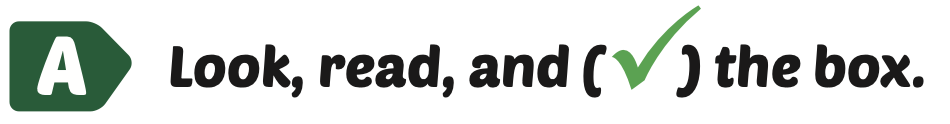 A Look, read, and (✓) the box.